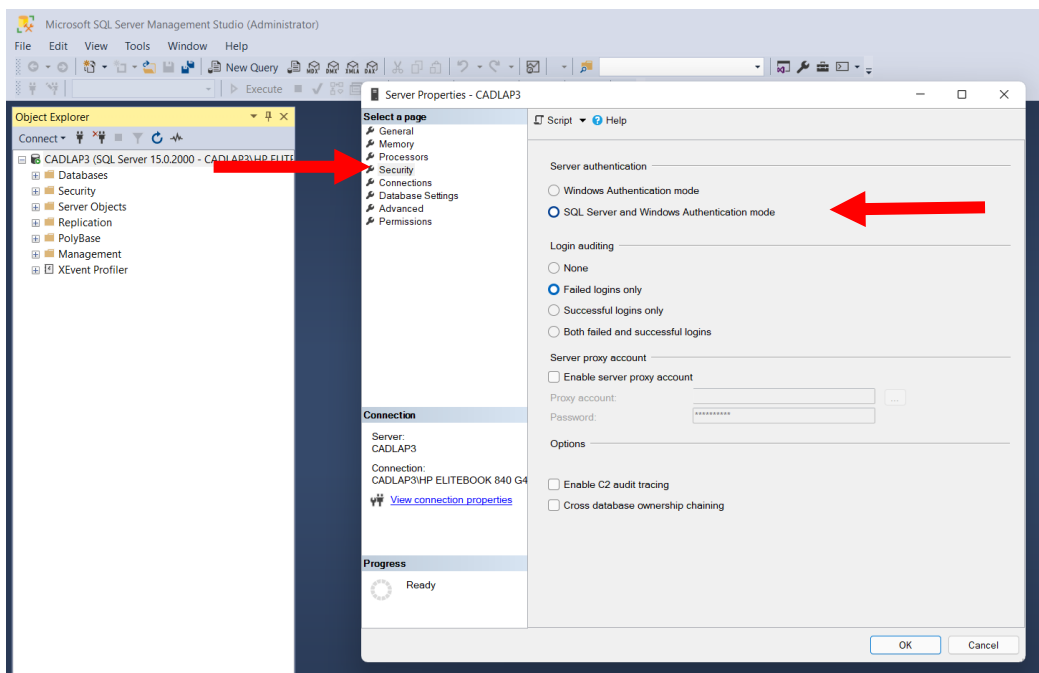 Microsoft SQL Server Management Studio (Administrator)
File Edit View Tools Window Help
New Query MDX DMX XMLA DAX
Execute
Object Explorer
Connect
CADLAP3 (SQL Server 15.0.2000 - CADLAP3\HP ELITE
Databases
Security
Server Objects
Replication
PolyBase
Management
XEvent Profiler
Server Properties - CADLAP3
Select a page
General
Memory
Processors
Security
Connections
Database Settings
Advanced
Permissions
Connection
Server:
CADLAP3
Connection:
CADLAP3\HP ELITEBOOK 840 G4
View connection properties
Progress
Ready
Script Help
Server authentication
Windows Authentication mode
SQL Server and Windows Authentication mode
Login auditing
None
Failed logins only
Successful logins only
Both failed and successful logins
Server proxy account
Enable server proxy account
Proxy account:
...
Password:
**********
Options
Enable C2 audit tracing
Cross database ownership chaining
OK Cancel